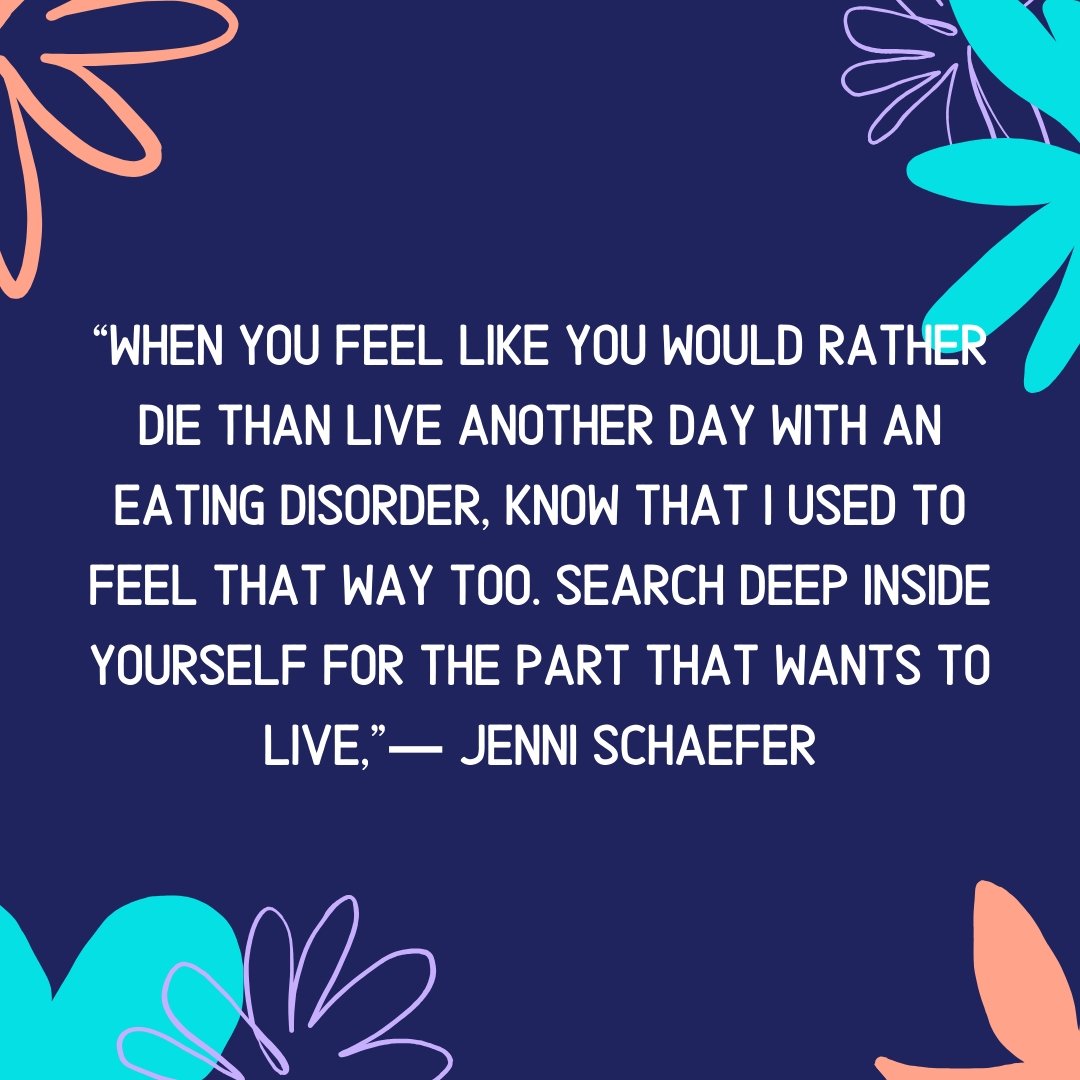 “WHEN YOU FEEL LIKE YOU WOULD RATHER
DIE THAN LIVE ANOTHER DAY WITH AN
EATING DISORDER, KNOW THAT I USED TO
FEEL THAT WAY TOO. SEARCH DEEP INSIDE
YOURSELF FOR THE PART THAT WANTS TO
LIVE,”— JENNI SCHAEFER